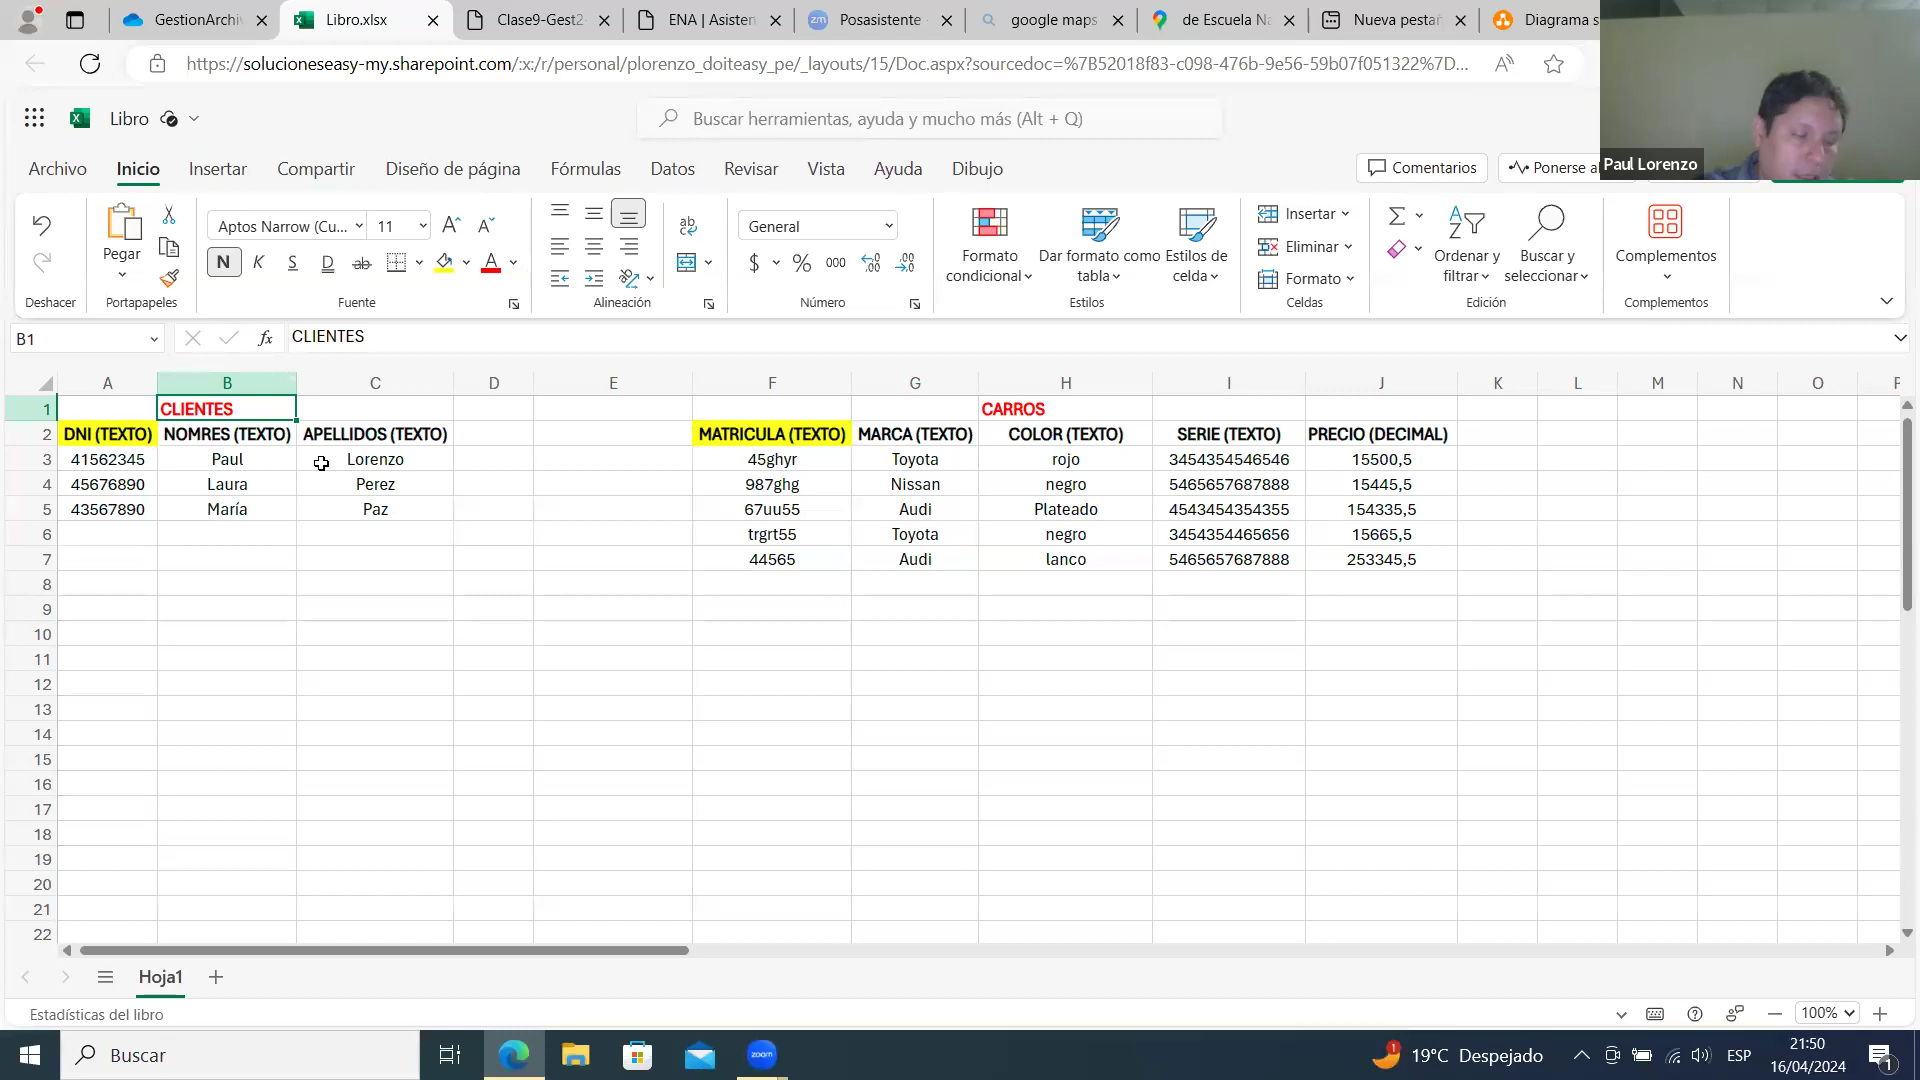 GestionArchi
Libro.xlsx
Clase9-Gest2
ENA | Asisten
Posasistente
google maps
de Escuela Na
Nueva pestañ
Diagrama s
https://solucioneseasy-my.sharepoint.com/:x:/r/personal/plorenzo_doiteasy_pe/_layouts/15/Doc.aspx?sourcedoc=%7B52018f83-c098-476b-9e56-59b07f051322%7D...
Libro
Buscar herramientas, ayuda y mucho más (Alt + Q)
Paul Lorenzo
Archivo Inicio Insertar Compartir Diseño de página Fórmulas Datos Revisar Vista Ayuda Dibujo
Comentarios
Ponerse al
Pegar
Aptos Narrow (Cu... 11
N K S D ab
General
$ % 000
Formato condicional
Dar formato como tabla
Estilos de celda
Insertar
Eliminar
Formato
Ordenar y filtrar
Buscar y seleccionar
Complementos
Deshacer Portapapeles Fuente Alineación Número Estilos Celdas Edición Complementos
B1 fx CLIENTES
A B C D E F G H I J K L M N O P
1 CLIENTES CARROS
2 DNI (TEXTO) NOMRES (TEXTO) APELLIDOS (TEXTO) MATRICULA (TEXTO) MARCA (TEXTO) COLOR (TEXTO) SERIE (TEXTO) PRECIO (DECIMAL)
3 41562345 Paul Lorenzo 45ghyr Toyota rojo 3454354546546 15500,5
4 45676890 Laura Perez 987ghg Nissan negro 5465657687888 15445,5
5 43567890 María Paz 67uu55 Audi Plateado 4543454354355 154335,5
6 trgrt55 Toyota negro 3454354465656 15665,5
7 44565 Audi lanco 5465657687888 253345,5
8
9
10
11
12
13
14
15
16
17
18
19
20
21
22
Hoja1
Estadísticas del libro
100%
Buscar
zoom
1
19°C Despejado
ESP
21:50
16/04/2024
1